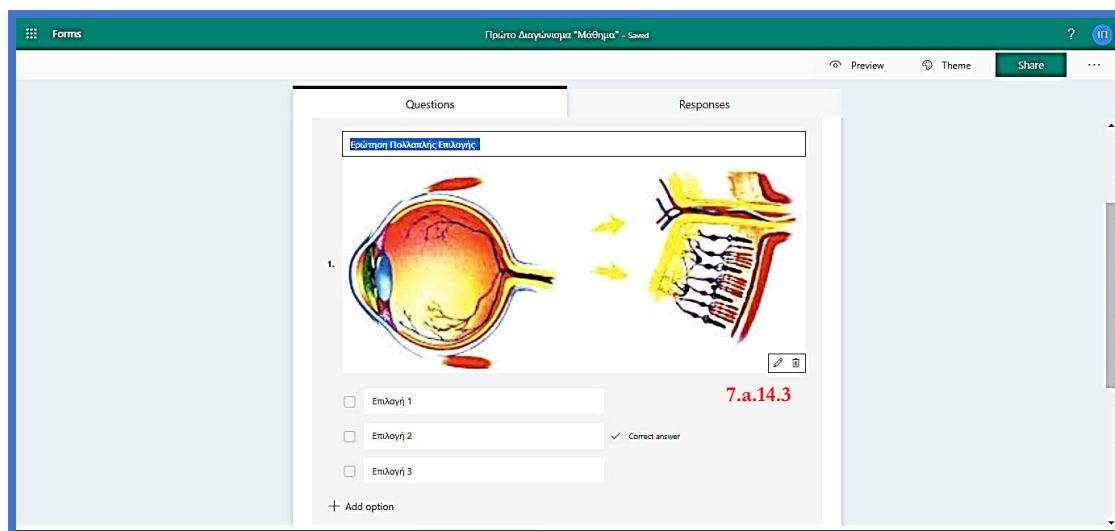 Forms
Πρώτο Διαγώνισμα "Μάθημα" - Saved
?
ΙΠ
Preview
Theme
Share
Questions
Responses
Ερώτηση Πολλαπλής Επιλογής
1.
7.a.14.3
Επιλογή 1
Επιλογή 2
Correct answer
Επιλογή 3
Add option